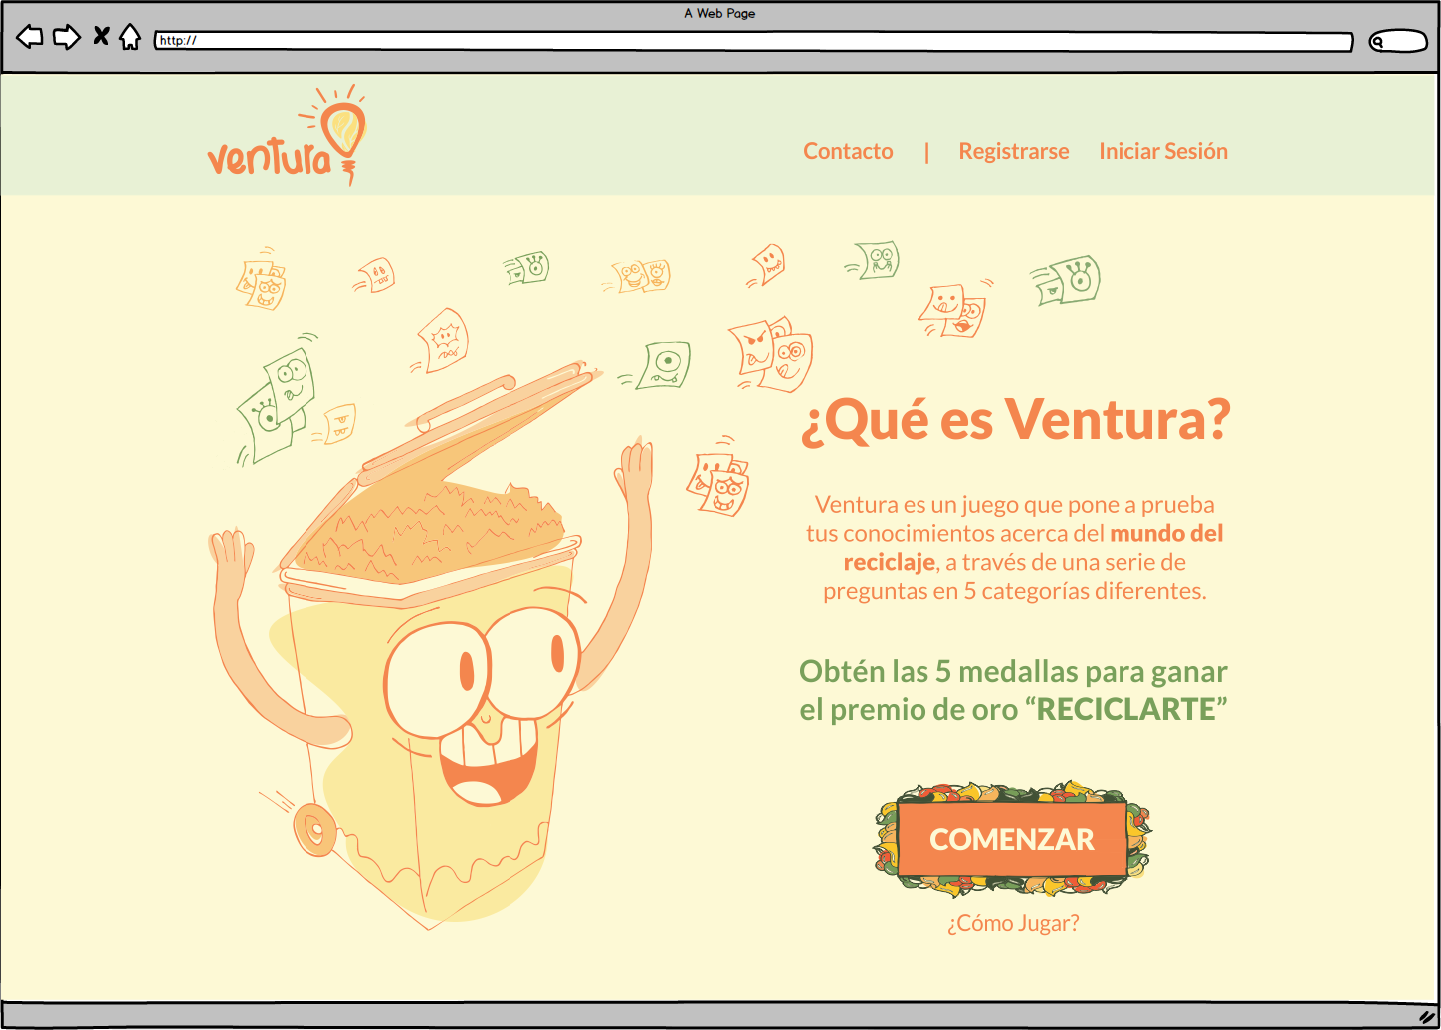 A Web Page
http://
ventura
Contacto | Registrarse Iniciar Sesión
¿Qué es Ventura?
Ventura es un juego que pone a prueba
tus conocimientos acerca del mundo del
reciclaje, a través de una serie de
preguntas en 5 categorías diferentes.
Obtén las 5 medallas para ganar
el premio de oro “RECICLARTE”
COMENZAR
¿Cómo Jugar?